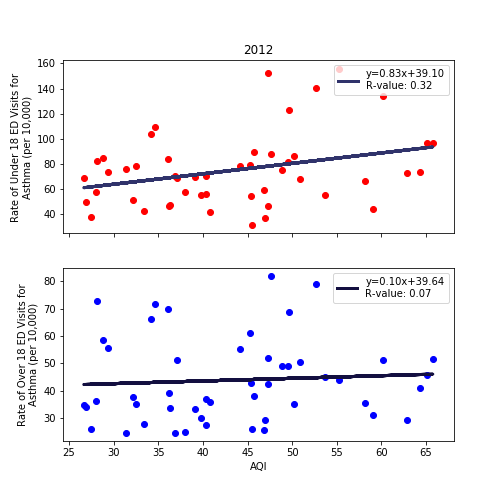 2012
160
140
120
100
80
60
40
Rate of Under 18 ED Visits for
Asthma (per 10,000)
y=0.83x+39.10
R-value: 0.32
80
70
60
50
40
30
Rate of Over 18 ED Visits for
Asthma (per 10,000)
y=0.10x+39.64
R-value: 0.07
25 30 35 40 45 50 55 60 65
AQI